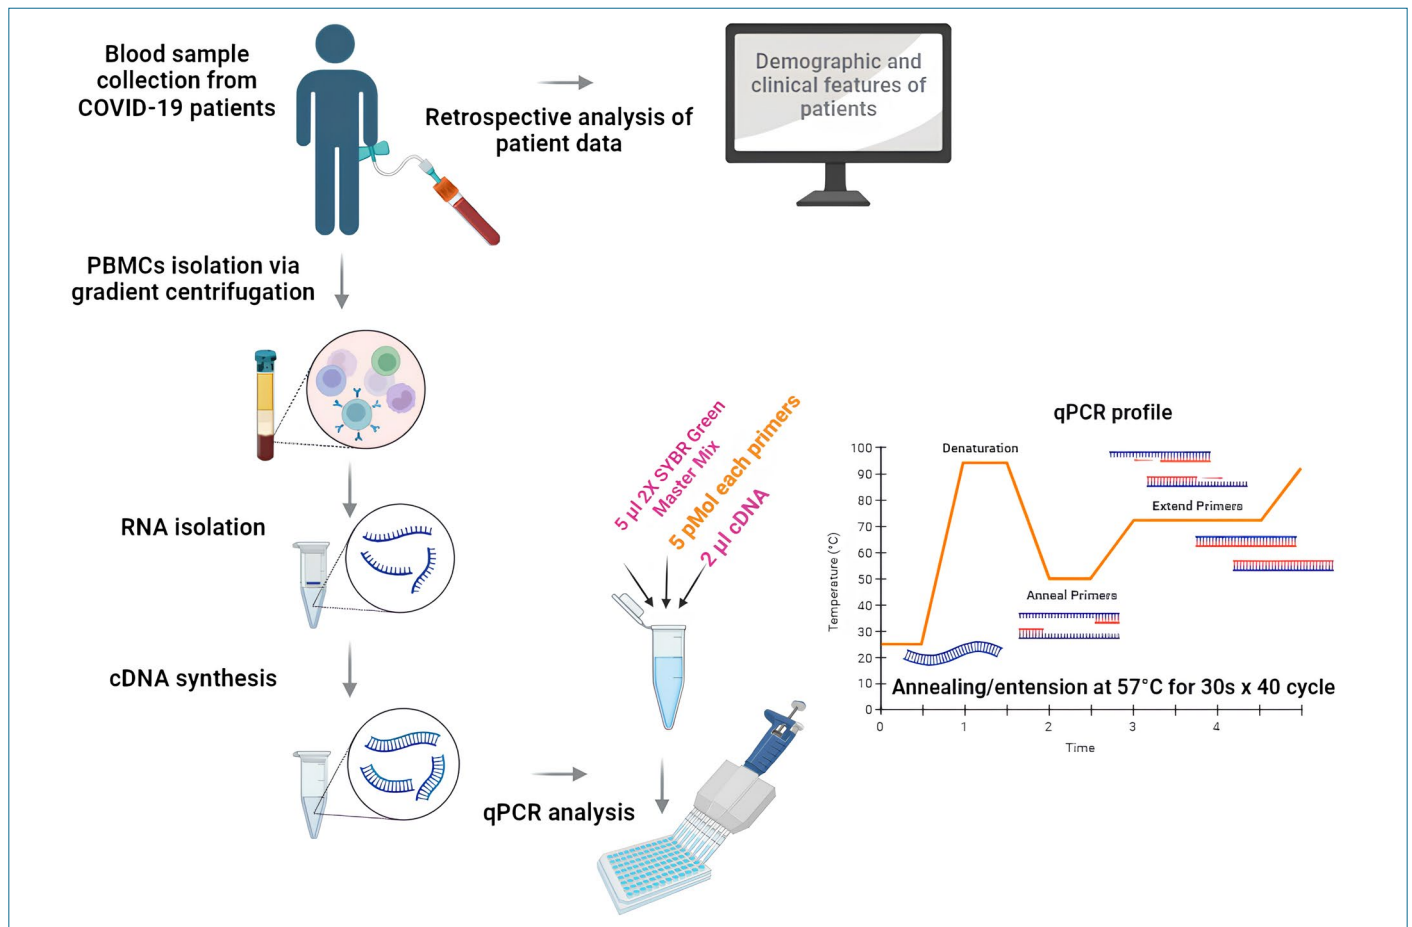 Blood sample
collection from
COVID-19 patients
Retrospective analysis of
patient data
Demographic and
clinical features of
patients
PBMCs isolation via
gradient centrifugation
RNA isolation
cDNA synthesis
qPCR analysis
5 µl 2X SYBR Green
Master Mix
5 pMol each primers
2 µl cDNA
qPCR profile
Denaturation
Extend Primers
Anneal Primers
Annealing/entension at 57°C for 30s x 40 cycle
Temperature (°C)
100
90
80
70
60
50
40
30
20
10
0
0 1 2 3 4
Time